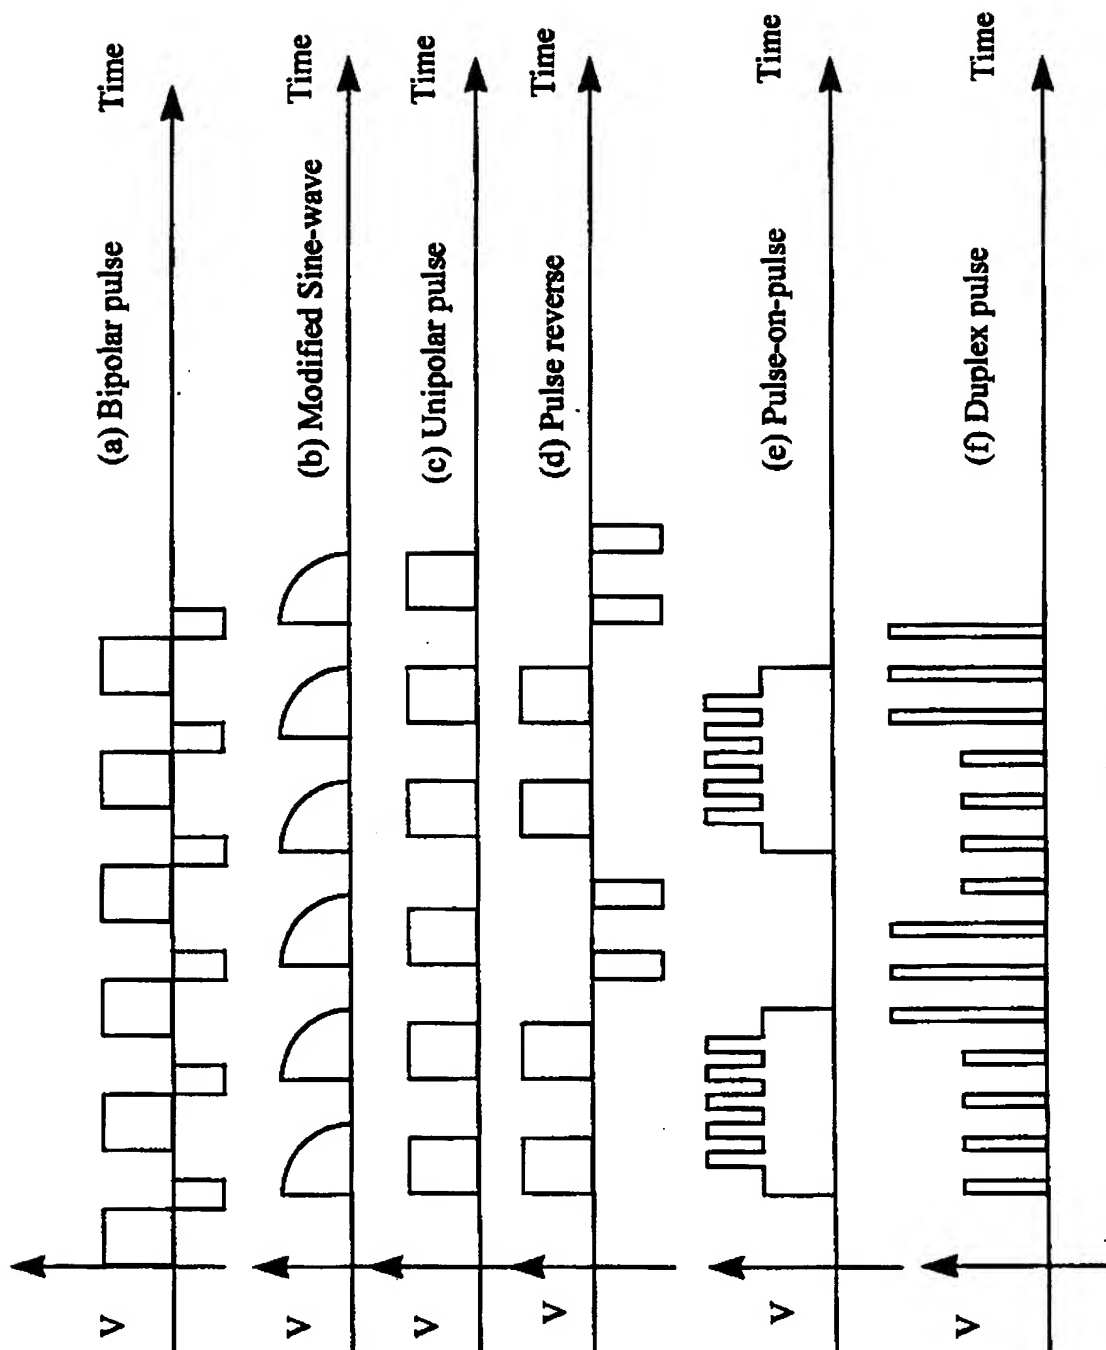 V
(a) Bipolar pulse
Time
V
(b) Modified Sine-wave
Time
V
(c) Unipolar pulse
Time
V
(d) Pulse reverse
Time
V
(e) Pulse-on-pulse
Time
V
(f) Duplex pulse
Time